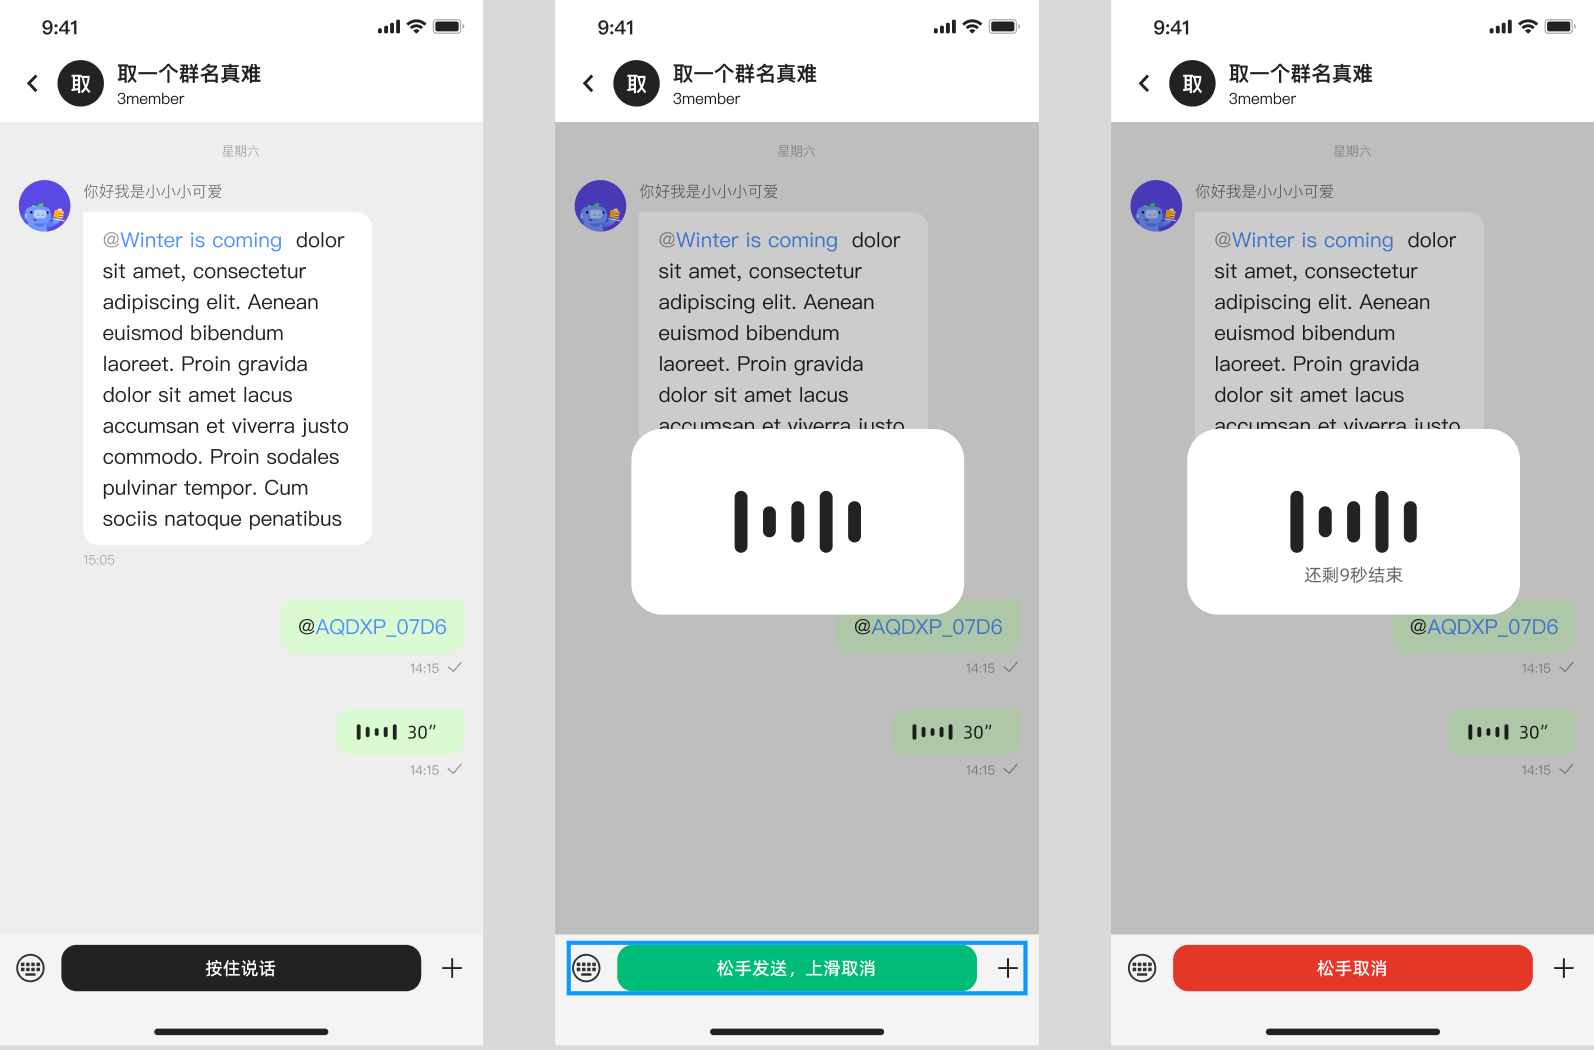 9:41
取
取一个群名真难
3member
星期六
你好我是小小小可爱
@Winter is coming dolor
sit amet, consectetur
adipiscing elit. Aenean
euismod bibendum
laoreet. Proin gravida
dolor sit amet lacus
accumsan et viverra justo
commodo. Proin sodales
pulvinar tempor. Cum
sociis natoque penatibus
15:05
@AQDXP_07D6
14:15
30″
14:15
按住说话
9:41
取
取一个群名真难
3member
星期六
你好我是小小小可爱
@Winter is coming dolor
sit amet, consectetur
adipiscing elit. Aenean
euismod bibendum
laoreet. Proin gravida
dolor sit amet lacus
accumsan et viverra justo
@AQDXP_07D6
14:15
30″
14:15
松手发送，上滑取消
9:41
取
取一个群名真难
3member
星期六
你好我是小小小可爱
@Winter is coming dolor
sit amet, consectetur
adipiscing elit. Aenean
euismod bibendum
laoreet. Proin gravida
dolor sit amet lacus
accumsan et viverra justo
还剩9秒结束
@AQDXP_07D6
14:15
30″
14:15
松手取消